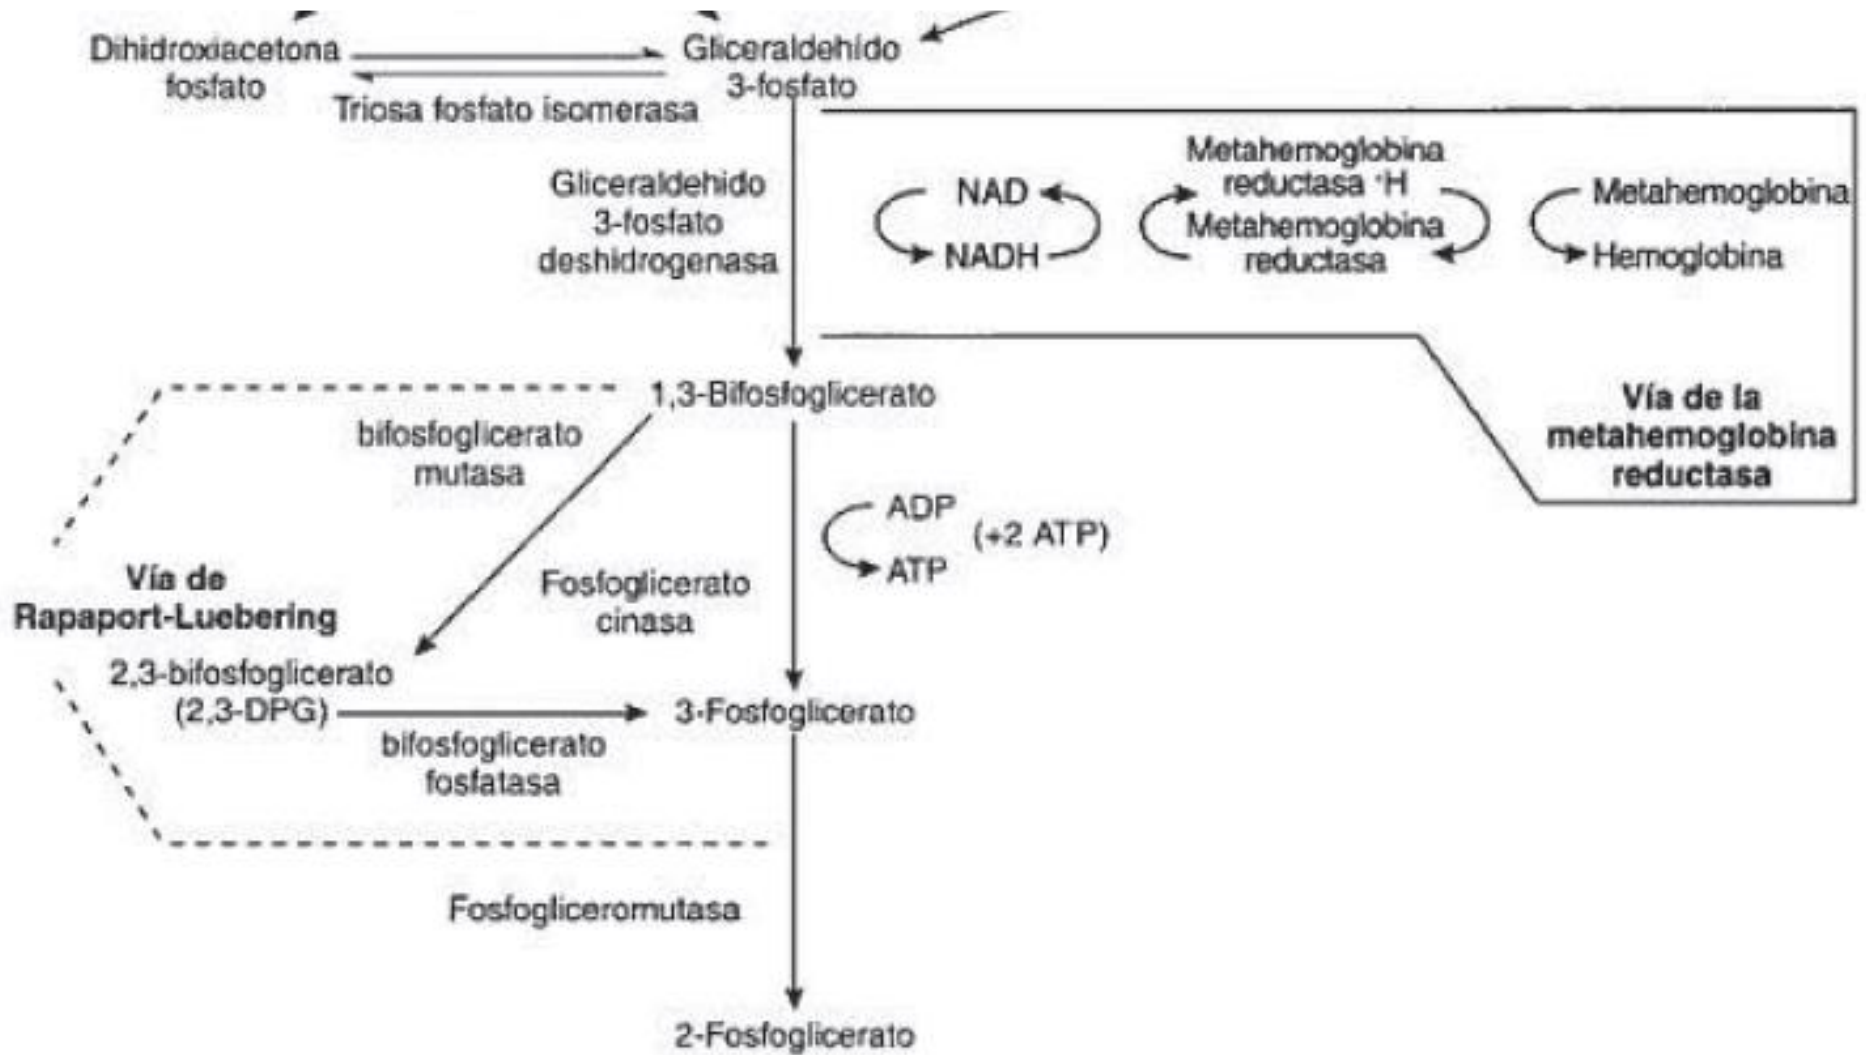 Dihidroxiacetona
fosfato
Gliceraldehído
3-fosfato
Triosa fosfato isomerasa
Gliceraldehido
3-fosfato
deshidrogenasa
NAD
NADH
Metahemoglobina
reductasa ·H
Metahemoglobina
reductasa
Metahemoglobina
Hemoglobina
Vía de la
metahemoglobina
reductasa
1,3-Bifosfoglicerato
bifosfoglicerato
mutasa
ADP
(+2 ATP)
ATP
Vía de
Rapaport-Luebering
Fosfoglicerato
cinasa
2,3-bifosfoglicerato
(2,3-DPG)
3-Fosfoglicerato
bifosfoglicerato
fosfatasa
Fosfogliceromutasa
2-Fosfoglicerato